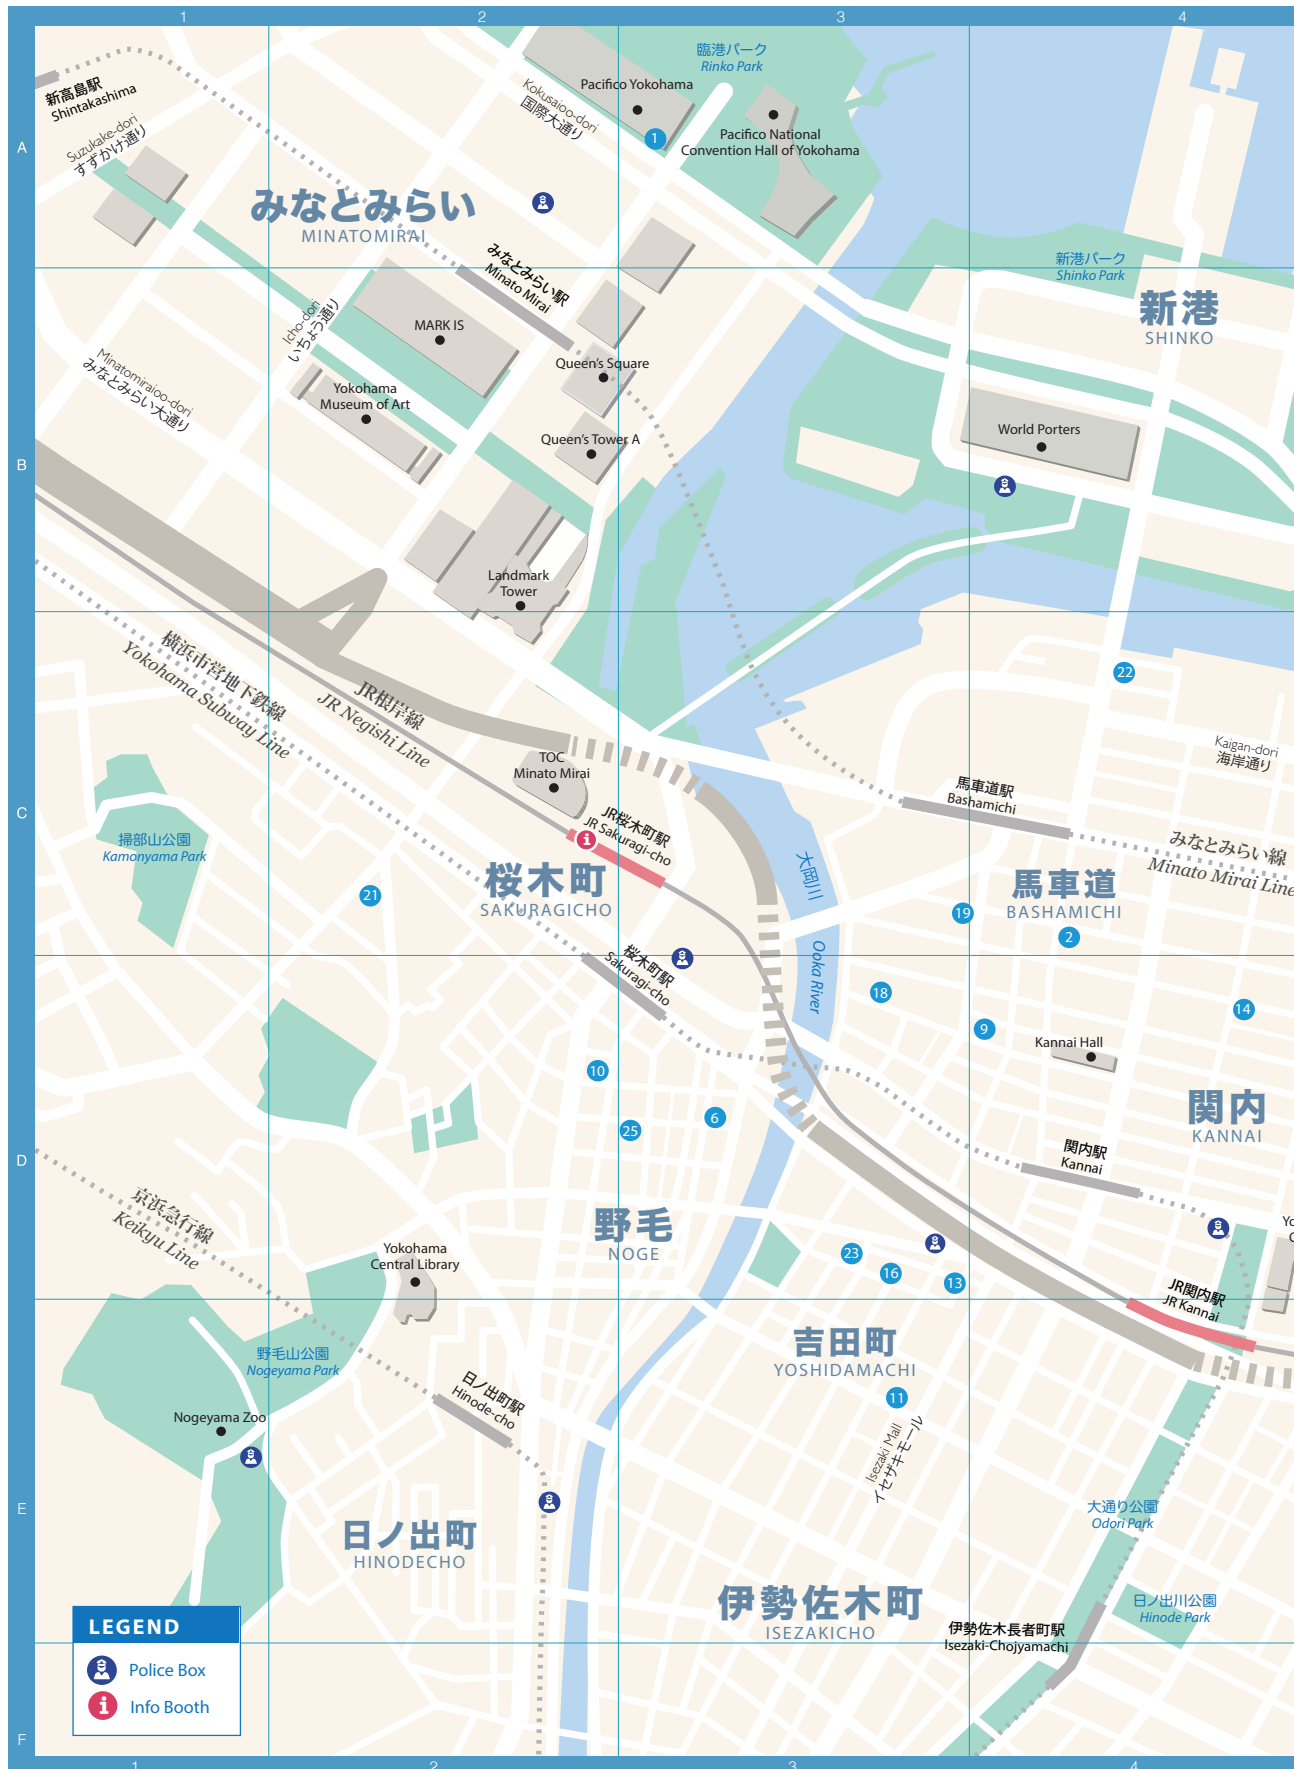 1
2
3
4
臨港パーク
Rinko Park
Pacifico Yokohama
新高島駅
Shintakashima
Kokusaioo-dori
国際大通り
Suzukake-dori
すずかけ通り
A
1
Pacifico National
Convention Hall of Yokohama
みなとみらい
MINATOMIRAI
みなとみらい駅
Minato Mirai
新港パーク
Shinko Park
新港
SHINKO
Icho-dori
いちょう通り
MARK IS
Minatomiraioo-dori
みなとみらい大通り
Queen's Square
Yokohama
Museum of Art
World Porters
Queen's Tower A
B
Landmark
Tower
横浜市営地下鉄線
Yokohama Subway Line
JR根岸線
JR Negishi Line
22
Kaigan-dori
海岸通り
TOC
Minato Mirai
馬車道駅
Bashamichi
C
JR桜木町駅
JR Sakuragi-cho
i
掃部山公園
Kamonyama Park
みなとみらい線
Minato Mirai Line
大岡川
Ooka River
桜木町
SAKURAGICHO
馬車道
BASHAMICHI
21
19
2
桜木町駅
Sakuragi-cho
18
14
9
Kannai Hall
10
6
25
関内
KANNAI
D
関内駅
Kannai
京浜急行線
Keikyu Line
野毛
NOGE
Yo
C
Yokohama
Central Library
23
16
13
JR関内駅
JR Kannai
吉田町
YOSHIDAMACHI
野毛山公園
Nogeyama Park
日ノ出町駅
Hinode-cho
11
Nogeyama Zoo
Isezaki Mall
イセザキモール
E
大通り公園
Odori Park
日ノ出町
HINODECHO
伊勢佐木町
ISEZAKICHO
日ノ出川公園
Hinode Park
伊勢佐木長者町駅
Isezaki-Chojyamachi
LEGEND
Police Box
i
Info Booth
F
1
2
3
4